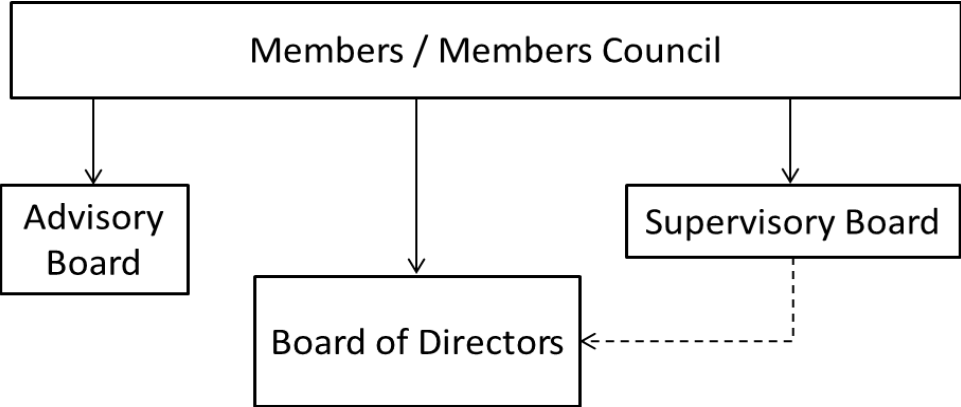 Members / Members Council
Advisory
Board
Supervisory Board
Board of Directors